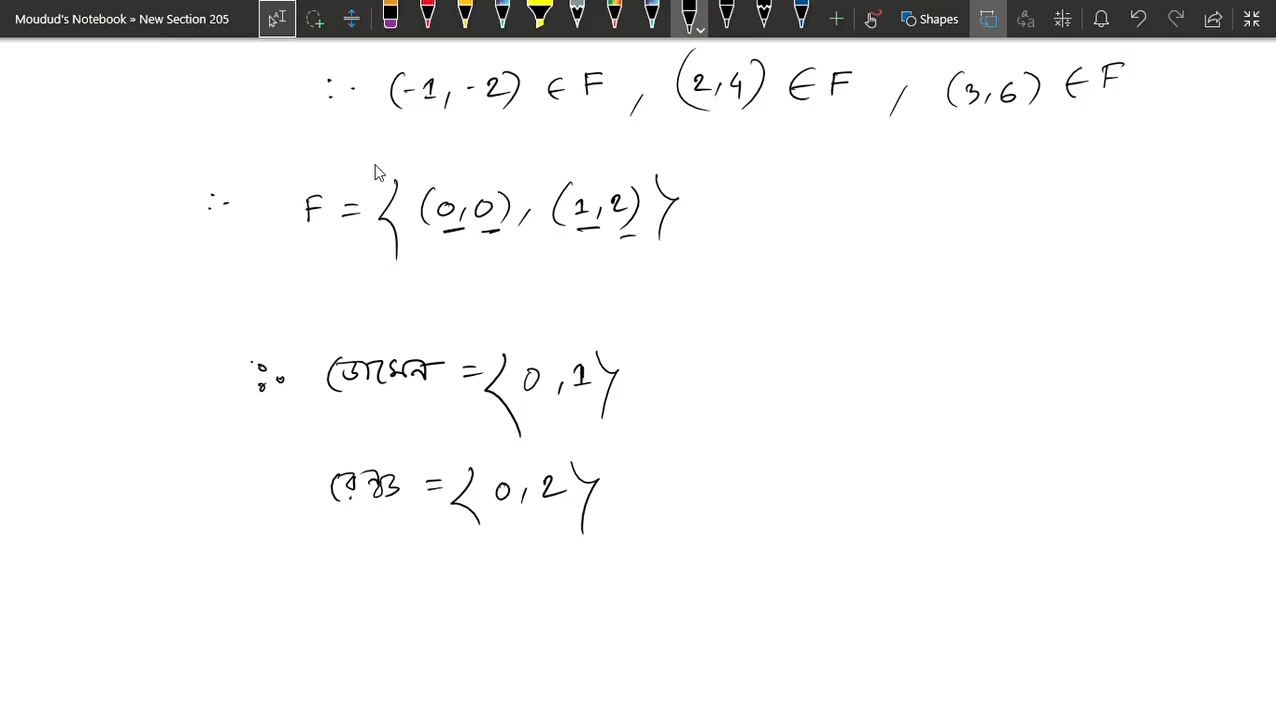 Moudud's Notebook » New Section 205
Shapes
∴ (-1, -2) ∈ F , (2,4) ∈ F , (3,6) ∈ F
∴ F = { (0,0), (1,2) }
∴ ডোমেন = { 0 , 1 }
রেঞ্জ = { 0, 2 }